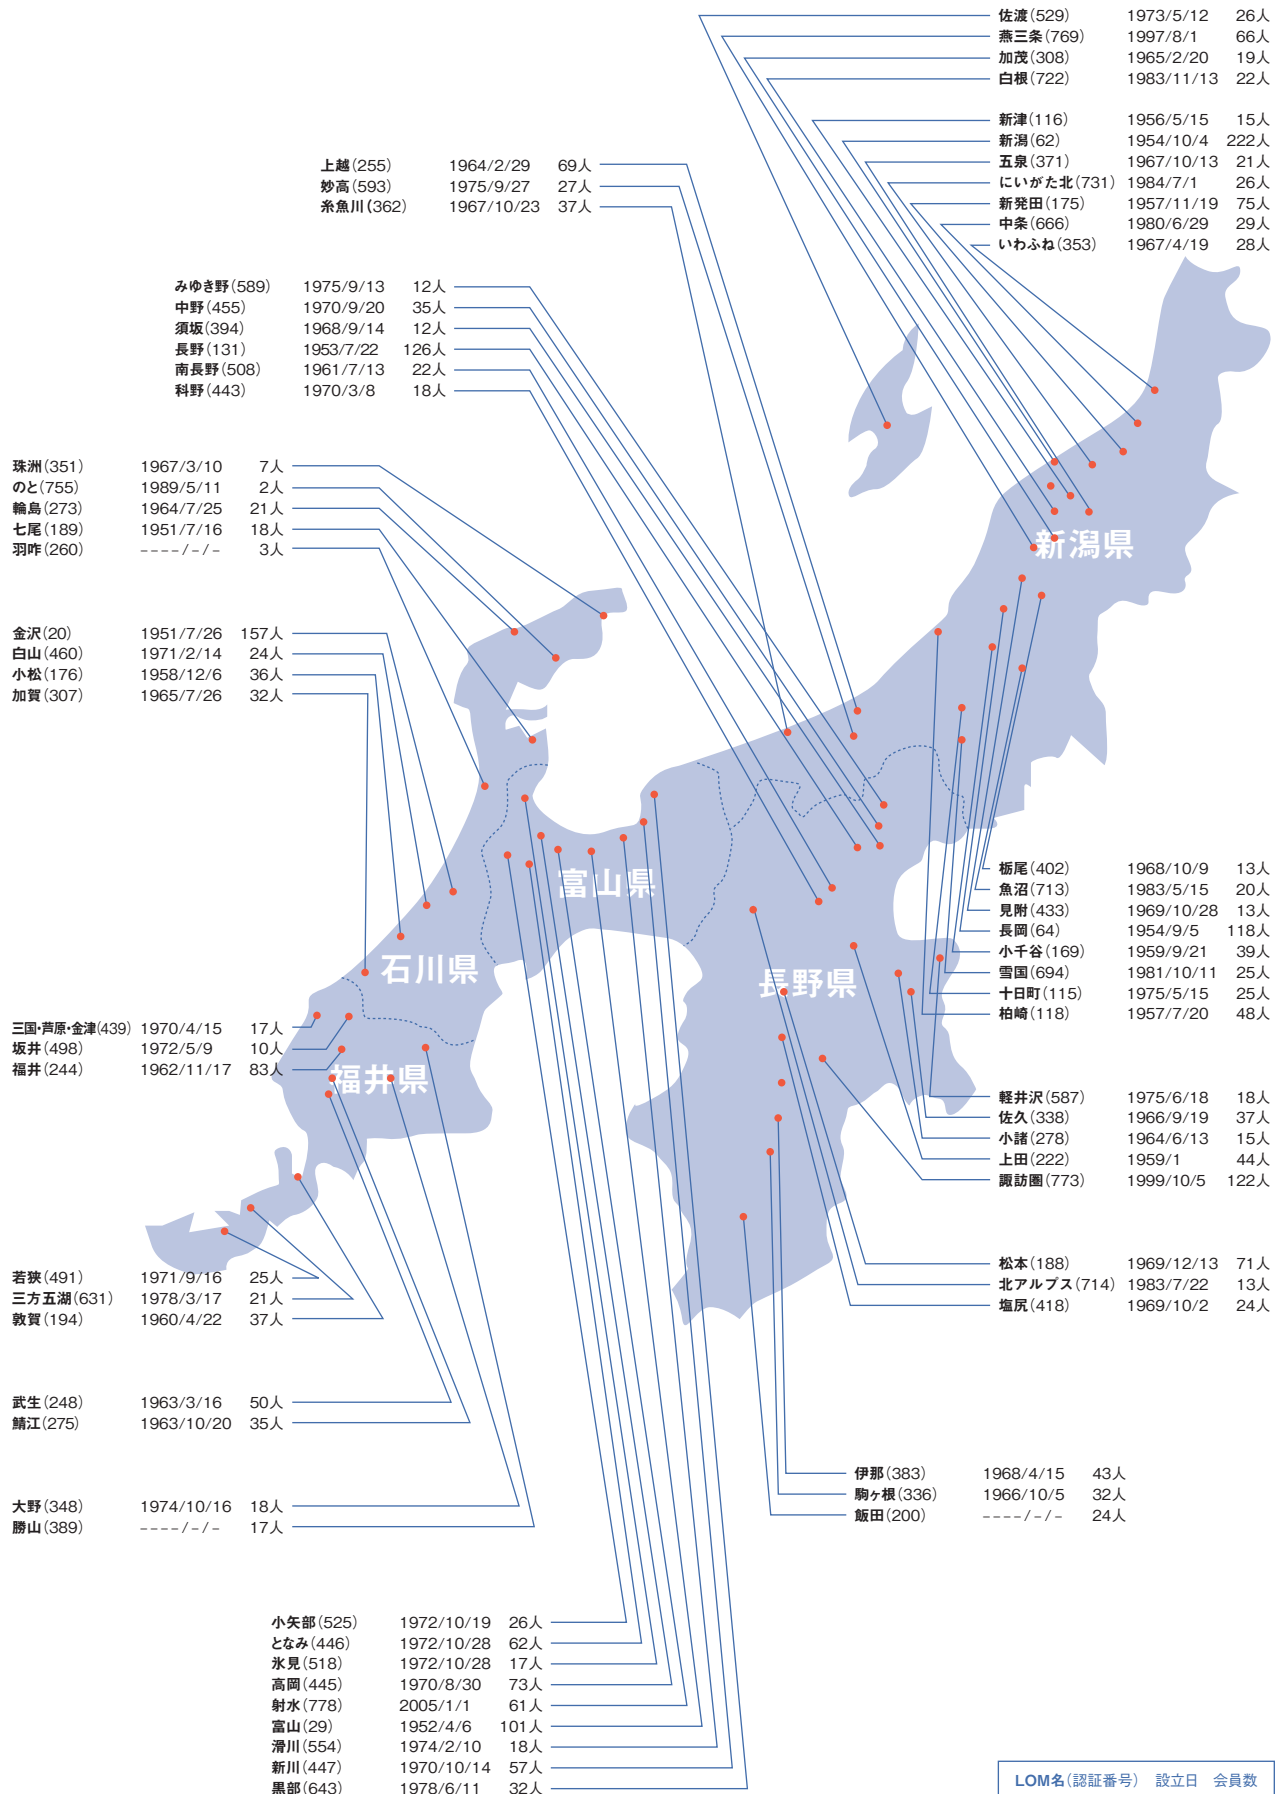 佐渡(529) 1973/5/12 26人
燕三条(769) 1997/8/1 66人
加茂(308) 1965/2/20 19人
白根(722) 1983/11/13 22人
新津(116) 1956/5/15 15人
新潟(62) 1954/10/4 222人
五泉(371) 1967/10/13 21人
にいがた北(731) 1984/7/1 26人
新発田(175) 1957/11/19 75人
中条(666) 1980/6/29 29人
いわふね(353) 1967/4/19 28人
上越(255) 1964/2/29 69人
妙高(593) 1975/9/27 27人
糸魚川(362) 1967/10/23 37人
みゆき野(589) 1975/9/13 12人
中野(455) 1970/9/20 35人
須坂(394) 1968/9/14 12人
長野(131) 1953/7/22 126人
南長野(508) 1961/7/13 22人
科野(443) 1970/3/8 18人
珠洲(351) 1967/3/10 7人
のと(755) 1989/5/11 2人
輪島(273) 1964/7/25 21人
七尾(189) 1951/7/16 18人
羽咋(260) ----/-/- 3人
新潟県
金沢(20) 1951/7/26 157人
白山(460) 1971/2/14 24人
小松(176) 1958/12/6 36人
加賀(307) 1965/7/26 32人
富山県
石川県
長野県
栃尾(402) 1968/10/9 13人
魚沼(713) 1983/5/15 20人
見附(433) 1969/10/28 13人
長岡(64) 1954/9/5 118人
小千谷(169) 1959/9/21 39人
雪国(694) 1981/10/11 25人
十日町(115) 1975/5/15 25人
柏崎(118) 1957/7/20 48人
三国・芦原・金津(439) 1970/4/15 17人
坂井(498) 1972/5/9 10人
福井(244) 1962/11/17 83人
福井県
軽井沢(587) 1975/6/18 18人
佐久(338) 1966/9/19 37人
小諸(278) 1964/6/13 15人
上田(222) 1959/1 44人
諏訪圏(773) 1999/10/5 122人
若狭(491) 1971/9/16 25人
三方五湖(631) 1978/3/17 21人
敦賀(194) 1960/4/22 37人
松本(188) 1969/12/13 71人
北アルプス(714) 1983/7/22 13人
塩尻(418) 1969/10/2 24人
武生(248) 1963/3/16 50人
鯖江(275) 1963/10/20 35人
大野(348) 1974/10/16 18人
勝山(389) ----/-/- 17人
伊那(383) 1968/4/15 43人
駒ヶ根(336) 1966/10/5 32人
飯田(200) ----/-/- 24人
小矢部(525) 1972/10/19 26人
となみ(446) 1972/10/28 62人
氷見(518) 1972/10/28 17人
高岡(445) 1970/8/30 73人
射水(778) 2005/1/1 61人
富山(29) 1952/4/6 101人
滑川(554) 1974/2/10 18人
新川(447) 1970/10/14 57人
黒部(643) 1978/6/11 32人
LOM名(認証番号) 設立日 会員数